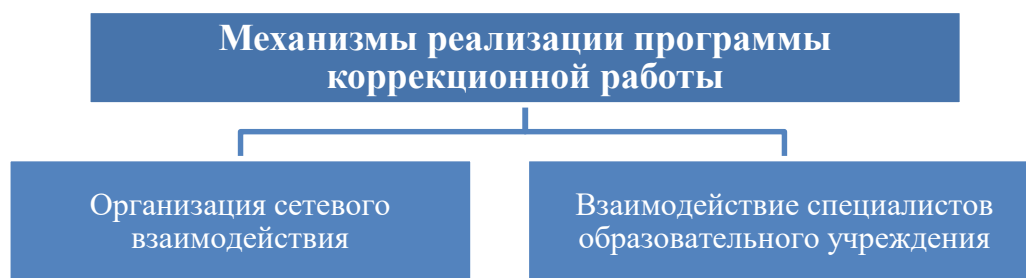 Механизмы реализации программы
коррекционной работы
Организация сетевого
взаимодействия
Взаимодействие специалистов
образовательного учреждения